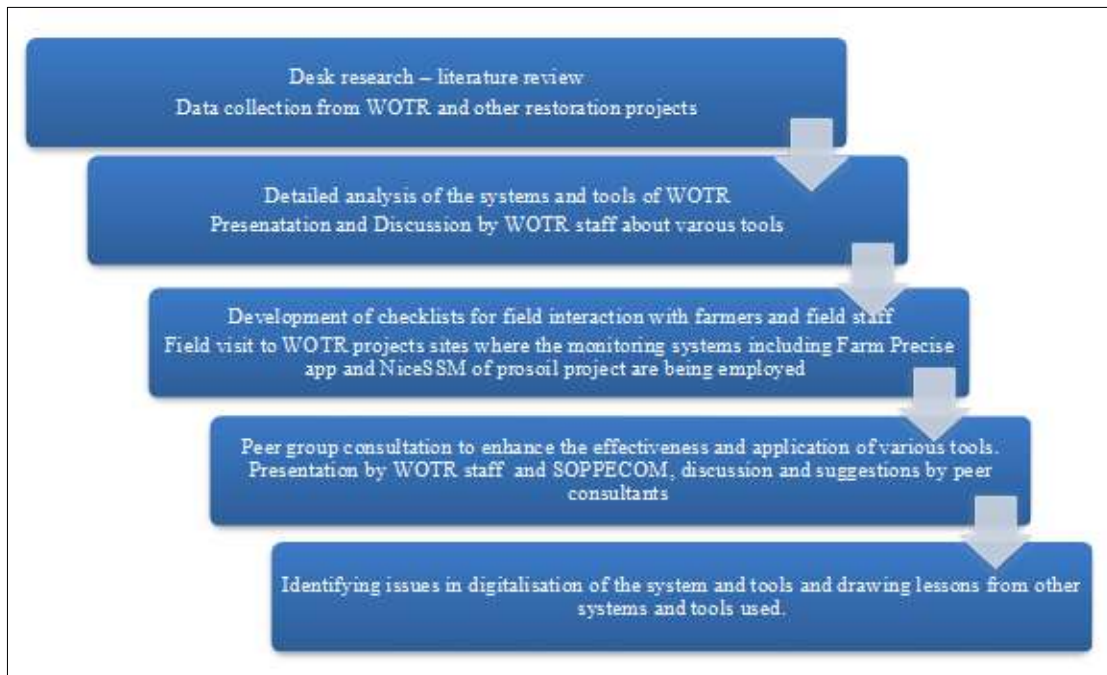 Desk research – literature review
Data collection from WOTR and other restoration projects
Detailed analysis of the systems and tools of WOTR
Presenatation and Discussion by WOTR staff about varous tools
Development of checklists for field interaction with farmers and field staff
Field visit to WOTR projects sites where the monitoring systems including Farm Precise
app and NiceSSM of prosoil project are being employed
Peer group consultation to enhance the effectiveness and application of various tools.
Presentation by WOTR staff and SOPPECOM, discussion and suggestions by peer
consultants
Identifying issues in digitalisation of the system and tools and drawing lessons from other
systems and tools used.